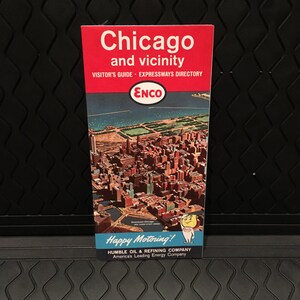 Chicago
and vicinity
VISITOR'S GUIDE - EXPRESSWAYS DIRECTORY
ENCO
Happy Motoring!
HUMBLE OIL & REFINING COMPANY
America's Leading Energy Company